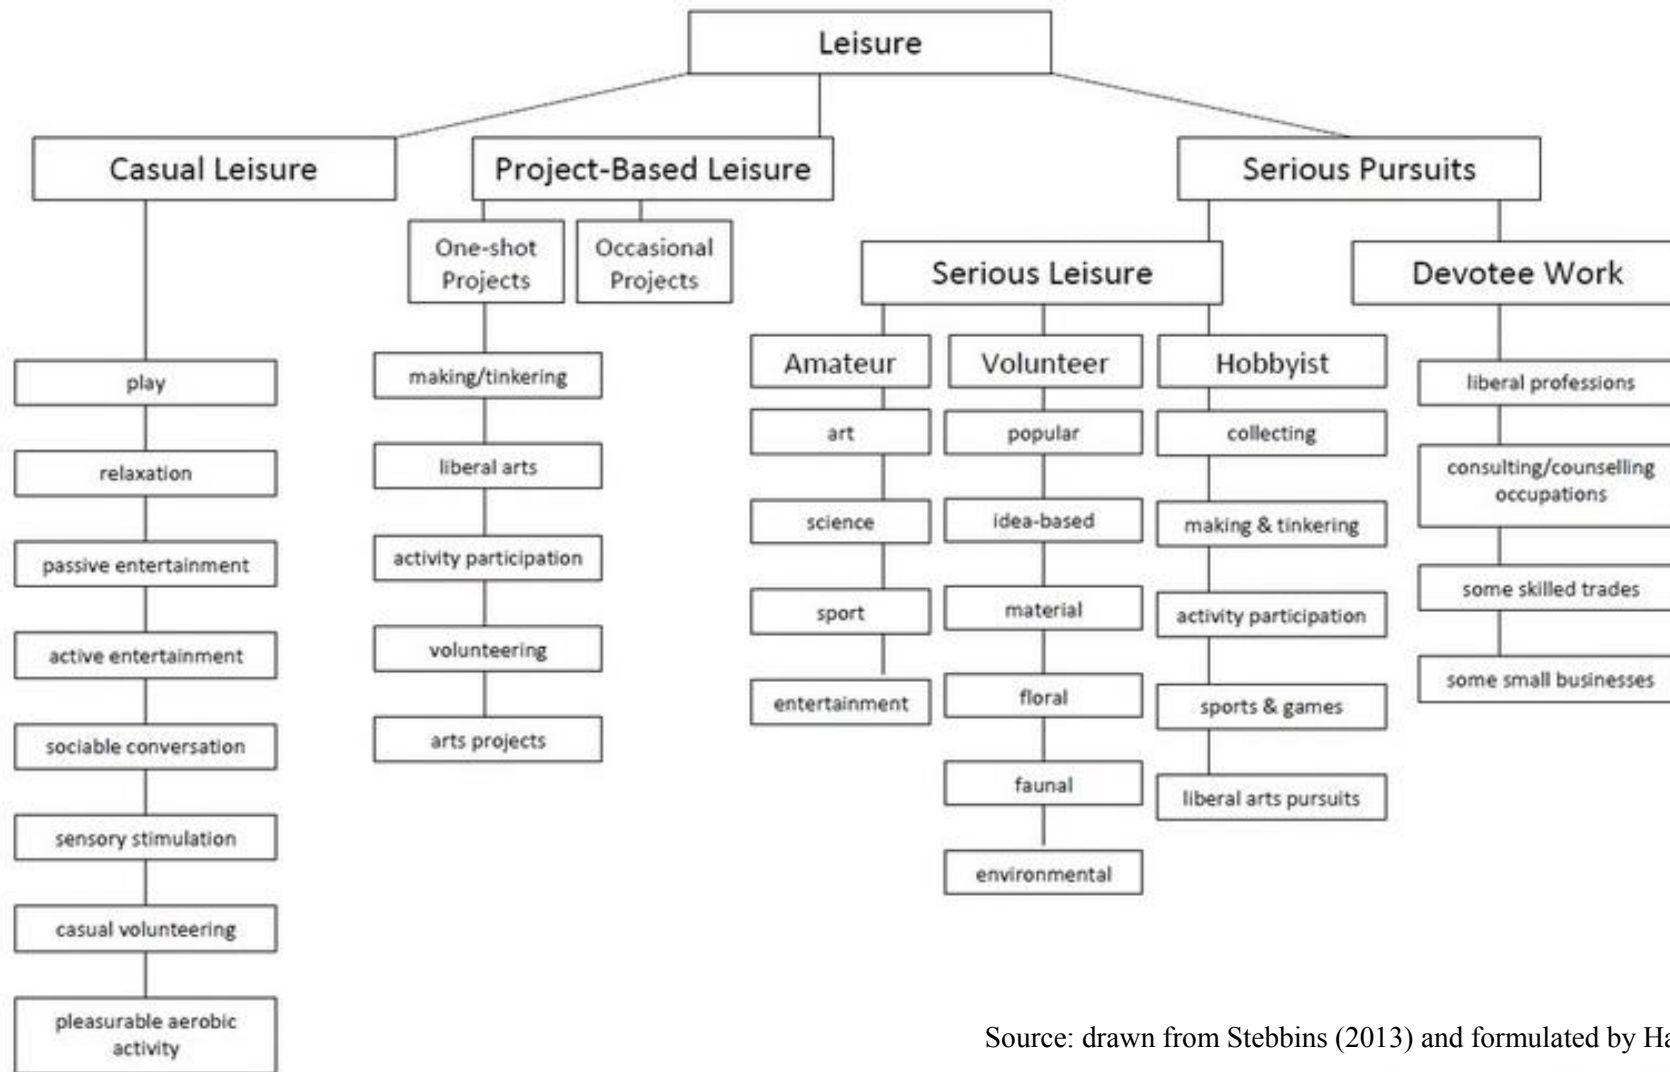 Leisure
Casual Leisure
Project-Based Leisure
Serious Pursuits
One-shot
Projects
Occasional
Projects
Serious Leisure
Devotee Work
play
relaxation
passive entertainment
active entertainment
sociable conversation
sensory stimulation
casual volunteering
pleasurable aerobic
activity
making/tinkering
liberal arts
activity participation
volunteering
arts projects
Amateur
art
science
sport
entertainment
Volunteer
popular
idea-based
material
floral
faunal
environmental
Hobbyist
collecting
making & tinkering
activity participation
sports & games
liberal arts pursuits
liberal professions
consulting/counselling
occupations
some skilled trades
some small businesses
Source: drawn from Stebbins (2013) and formulated by